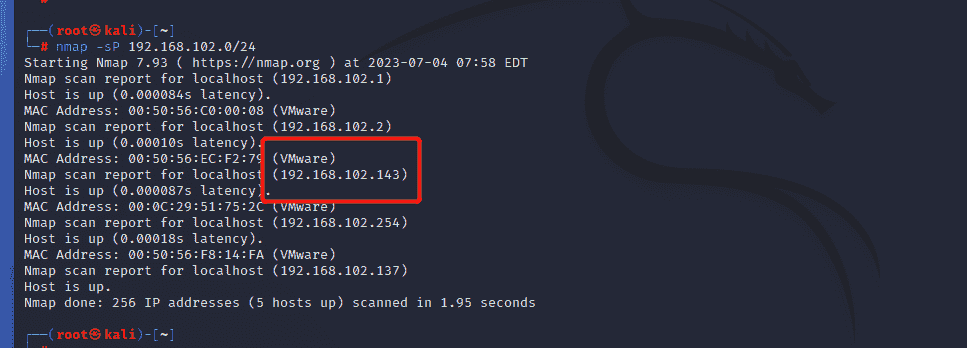 ┌──(root㉿kali)-[~]
└─# nmap -sP 192.168.102.0/24
Starting Nmap 7.93 ( https://nmap.org ) at 2023-07-04 07:58 EDT
Nmap scan report for localhost (192.168.102.1)
Host is up (0.000084s latency).
MAC Address: 00:50:56:C0:00:08 (VMware)
Nmap scan report for localhost (192.168.102.2)
Host is up (0.00010s latency).
MAC Address: 00:50:56:EC:F2:79 (VMware)
Nmap scan report for localhost (192.168.102.143)
Host is up (0.000087s latency).
MAC Address: 00:0C:29:51:75:2C (VMware)
Nmap scan report for localhost (192.168.102.254)
Host is up (0.00018s latency).
MAC Address: 00:50:56:F8:14:FA (VMware)
Nmap scan report for localhost (192.168.102.137)
Host is up.
Nmap done: 256 IP addresses (5 hosts up) scanned in 1.95 seconds
┌──(root㉿kali)-[~]